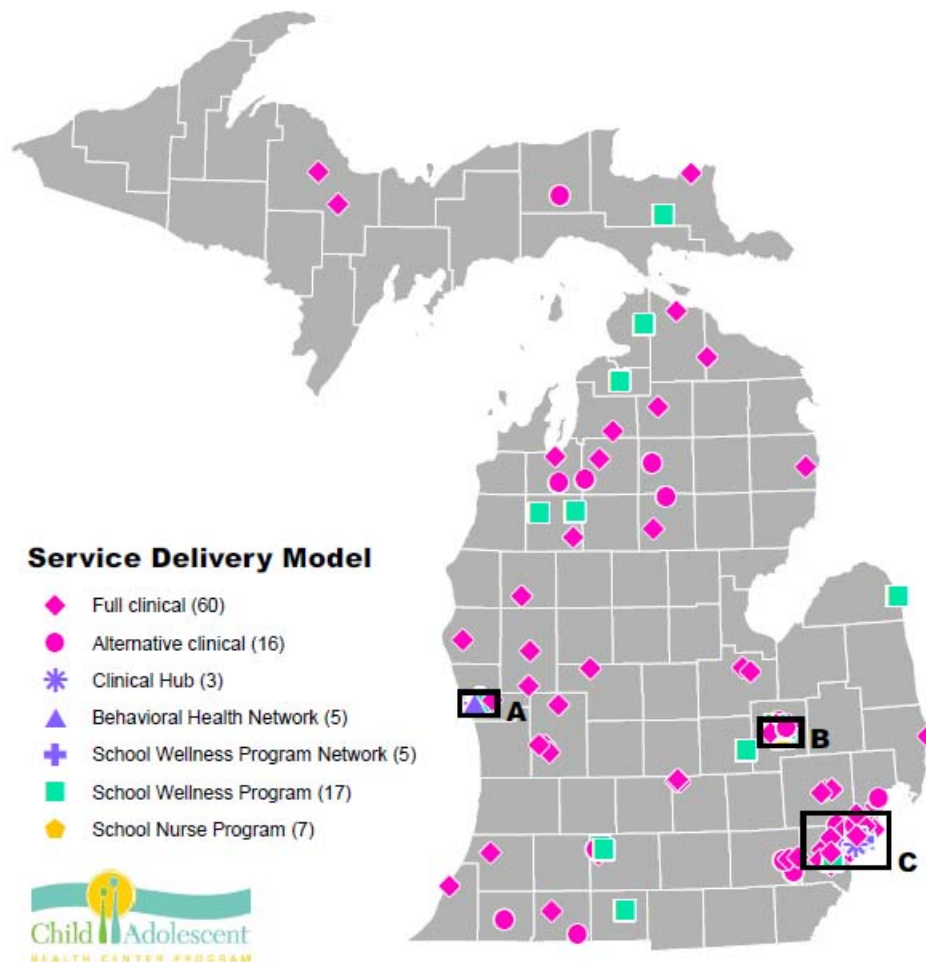 A
B
C
Service Delivery Model
Full clinical (60)
Alternative clinical (16)
Clinical Hub (3)
Behavioral Health Network (5)
School Wellness Program Network (5)
School Wellness Program (17)
School Nurse Program (7)
Child Adolescent
HEALTH CENTER PROGRAM